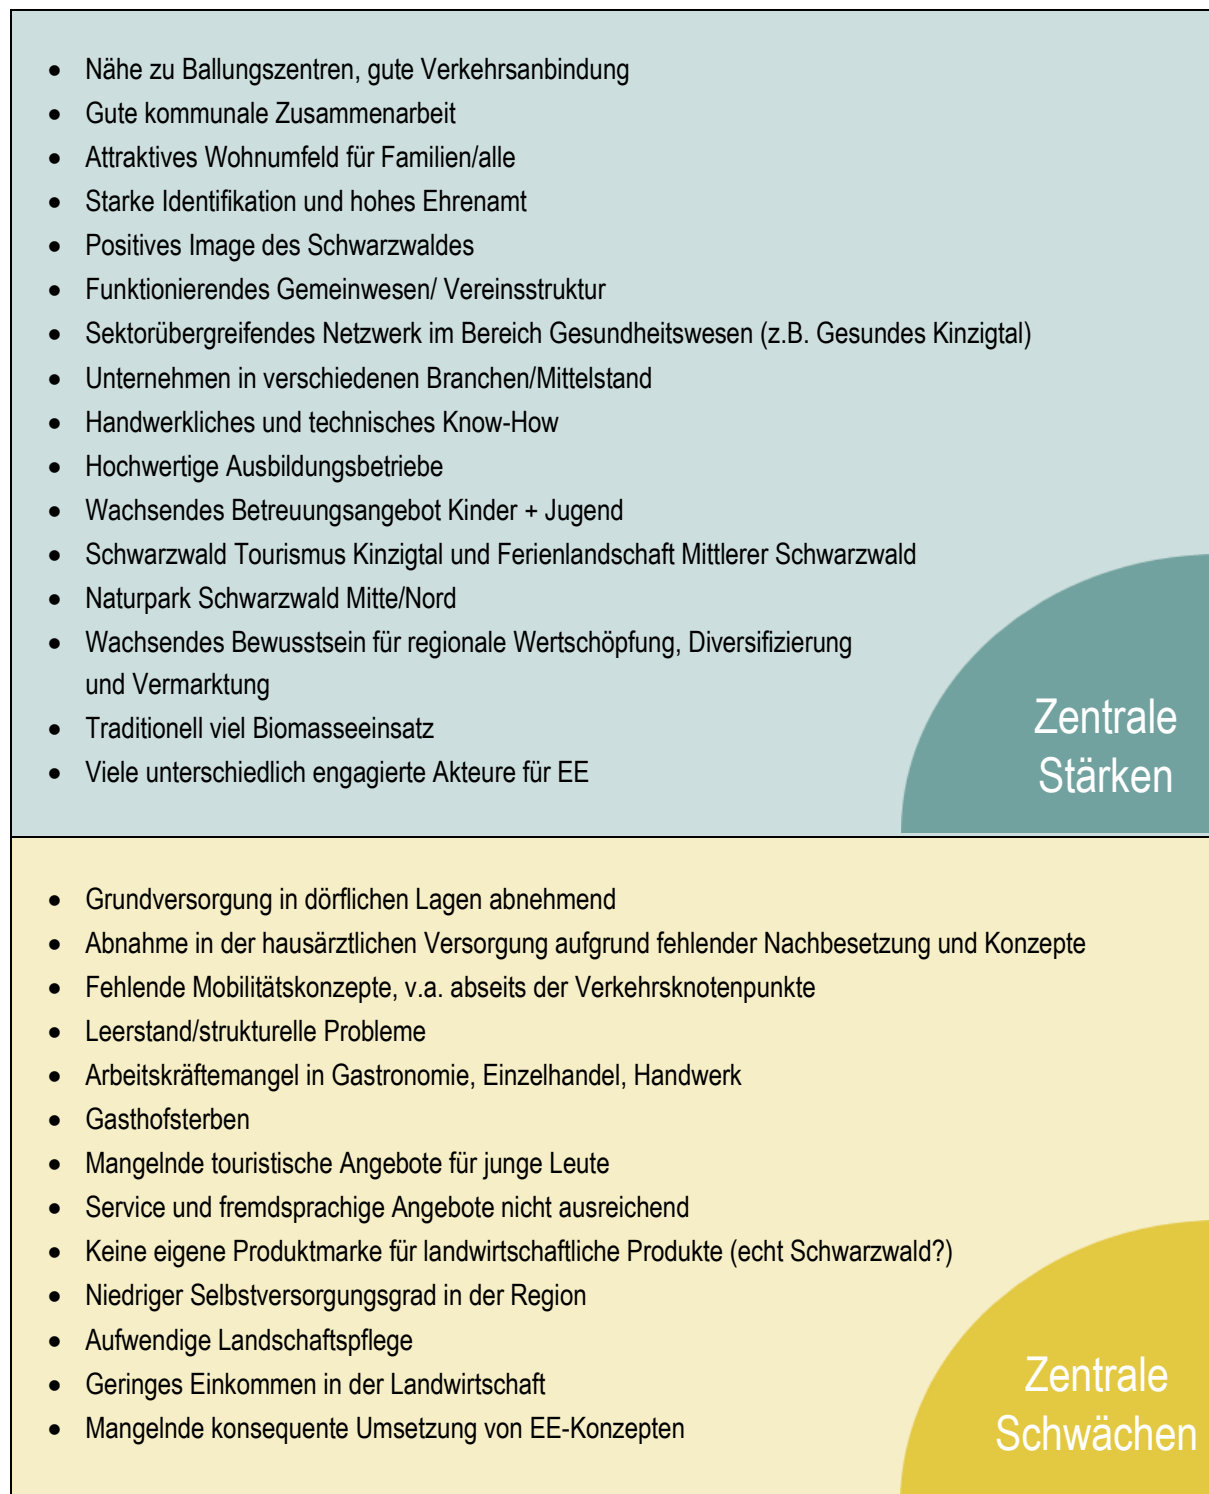 • Nähe zu Ballungszentren, gute Verkehrsanbindung
• Gute kommunale Zusammenarbeit
• Attraktives Wohnumfeld für Familien/alle
• Starke Identifikation und hohes Ehrenamt
• Positives Image des Schwarzwaldes
• Funktionierendes Gemeinwesen/ Vereinsstruktur
• Sektorübergreifendes Netzwerk im Bereich Gesundheitswesen (z.B. Gesundes Kinzigtal)
• Unternehmen in verschiedenen Branchen/Mittelstand
• Handwerkliches und technisches Know-How
• Hochwertige Ausbildungsbetriebe
• Wachsendes Betreuungsangebot Kinder + Jugend
• Schwarzwald Tourismus Kinzigtal und Ferienlandschaft Mittlerer Schwarzwald
• Naturpark Schwarzwald Mitte/Nord
• Wachsendes Bewusstsein für regionale Wertschöpfung, Diversifizierung
und Vermarktung
• Traditionell viel Biomasseeinsatz
• Viele unterschiedlich engagierte Akteure für EE
Zentrale
Stärken
• Grundversorgung in dörflichen Lagen abnehmend
• Abnahme in der hausärztlichen Versorgung aufgrund fehlender Nachbesetzung und Konzepte
• Fehlende Mobilitätskonzepte, v.a. abseits der Verkehrsknotenpunkte
• Leerstand/strukturelle Probleme
• Arbeitskräftemangel in Gastronomie, Einzelhandel, Handwerk
• Gasthofsterben
• Mangelnde touristische Angebote für junge Leute
• Service und fremdsprachige Angebote nicht ausreichend
• Keine eigene Produktmarke für landwirtschaftliche Produkte (echt Schwarzwald?)
• Niedriger Selbstversorgungsgrad in der Region
• Aufwendige Landschaftspflege
• Geringes Einkommen in der Landwirtschaft
• Mangelnde konsequente Umsetzung von EE-Konzepten
Zentrale
Schwächen